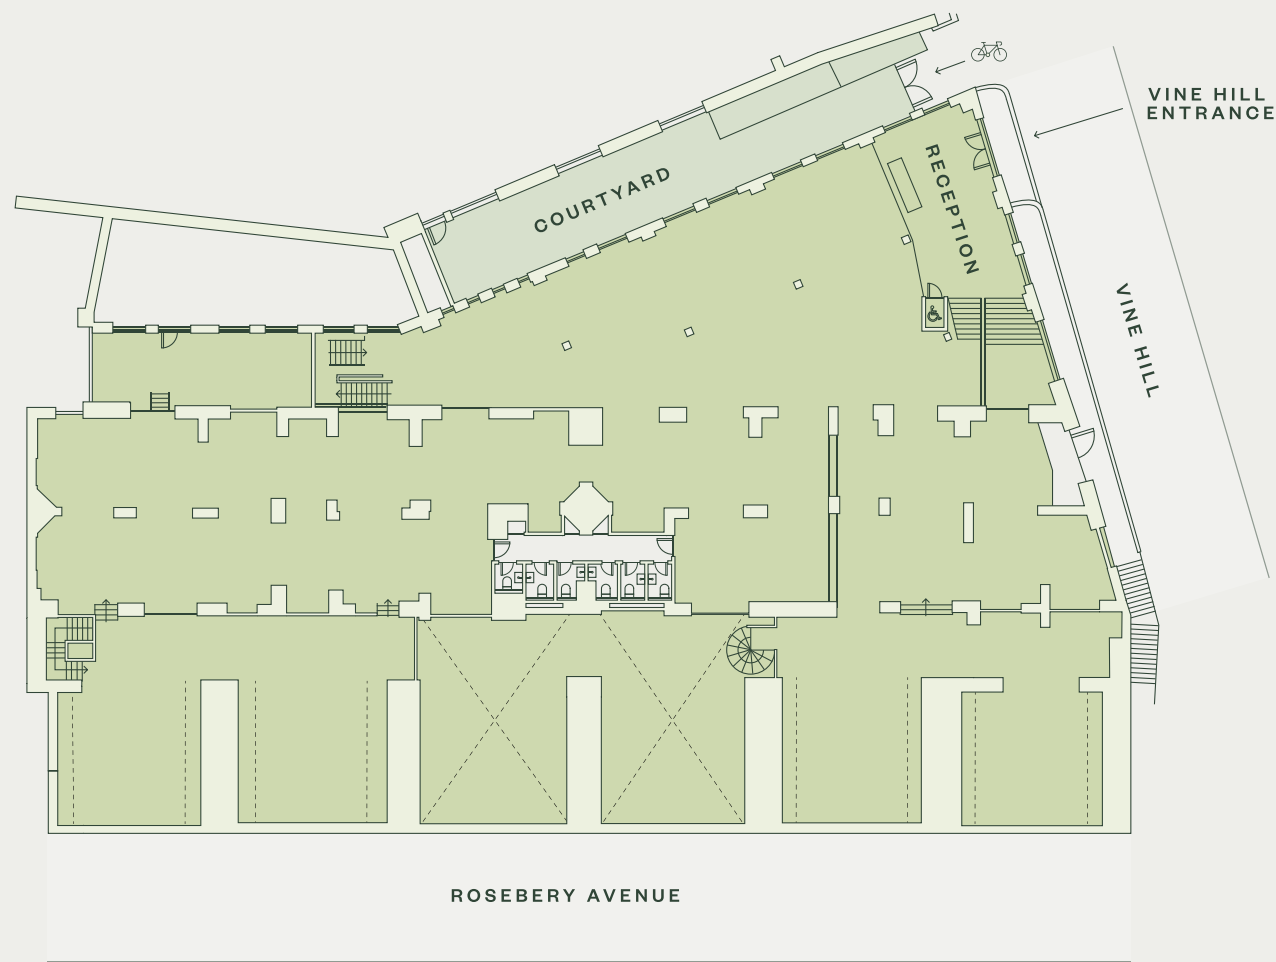 VINE HILL
ENTRANCE
COURTYARD
RECEPTION
VINE HILL
ROSEBERY AVENUE